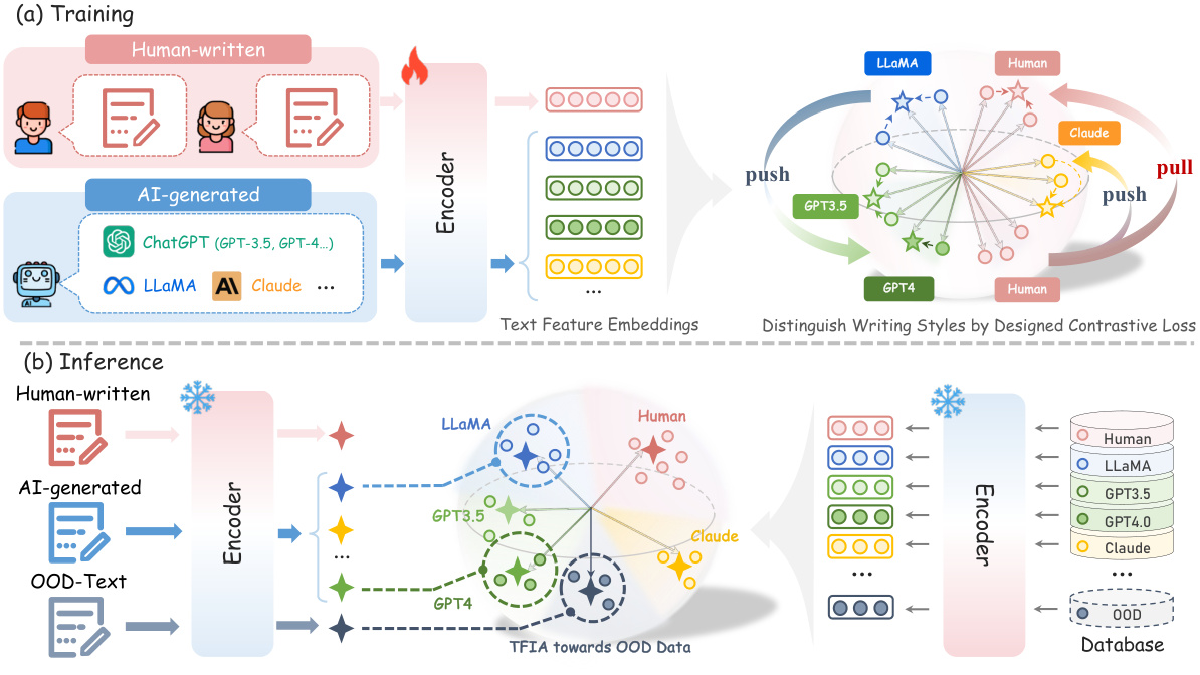 (a) Training
Human-written
AI-generated
ChatGPT (GPT-3.5, GPT-4…)
LLaMA
Claude
...
AI
Encoder
...
Text Feature Embeddings
LLaMA
Human
Claude
push
pull
push
GPT3.5
GPT4
Human
Distinguish Writing Styles by Designed Contrastive Loss
(b) Inference
Human-written
AI-generated
OOD-Text
Encoder
...
LLaMA
Human
GPT3.5
Claude
GPT4
TFIA towards OOD Data
...
Encoder
Human
LLaMA
GPT3.5
GPT4.0
Claude
...
OOD
Database